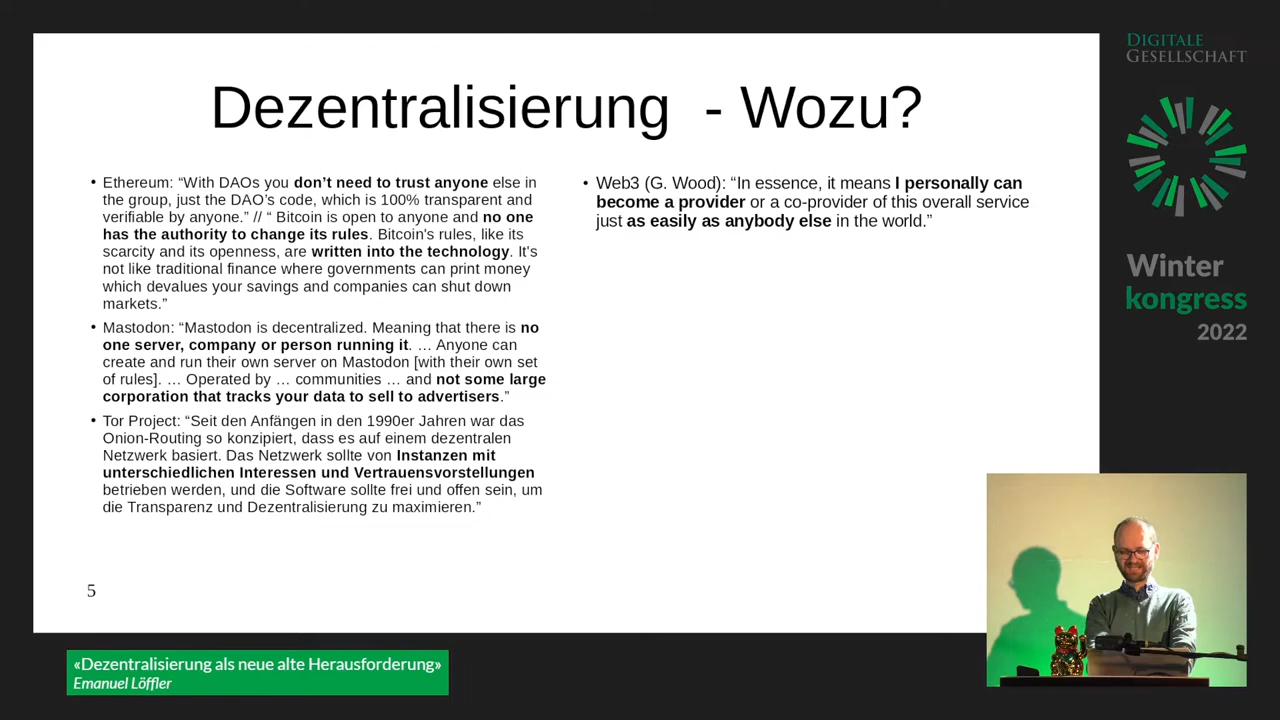 Dezentralisierung - Wozu?
• Ethereum: “With DAOs you don’t need to trust anyone else in
the group, just the DAO’s code, which is 100% transparent and
verifiable by anyone.” // “ Bitcoin is open to anyone and no one
has the authority to change its rules. Bitcoin's rules, like its
scarcity and its openness, are written into the technology. It's
not like traditional finance where governments can print money
which devalues your savings and companies can shut down
markets.”
• Mastodon: “Mastodon is decentralized. Meaning that there is no
one server, company or person running it. … Anyone can
create and run their own server on Mastodon [with their own set
of rules]. … Operated by … communities … and not some large
corporation that tracks your data to sell to advertisers.”
• Tor Project: “Seit den Anfängen in den 1990er Jahren war das
Onion-Routing so konzipiert, dass es auf einem dezentralen
Netzwerk basiert. Das Netzwerk sollte von Instanzen mit
unterschiedlichen Interessen und Vertrauensvorstellungen
betrieben werden, und die Software sollte frei und offen sein, um
die Transparenz und Dezentralisierung zu maximieren.”
• Web3 (G. Wood): “In essence, it means I personally can
become a provider or a co-provider of this overall service
just as easily as anybody else in the world.”
5
DIGITALE
GESELLSCHAFT
Winter
kongress
2022
«Dezentralisierung als neue alte Herausforderung»
Emanuel Löffler